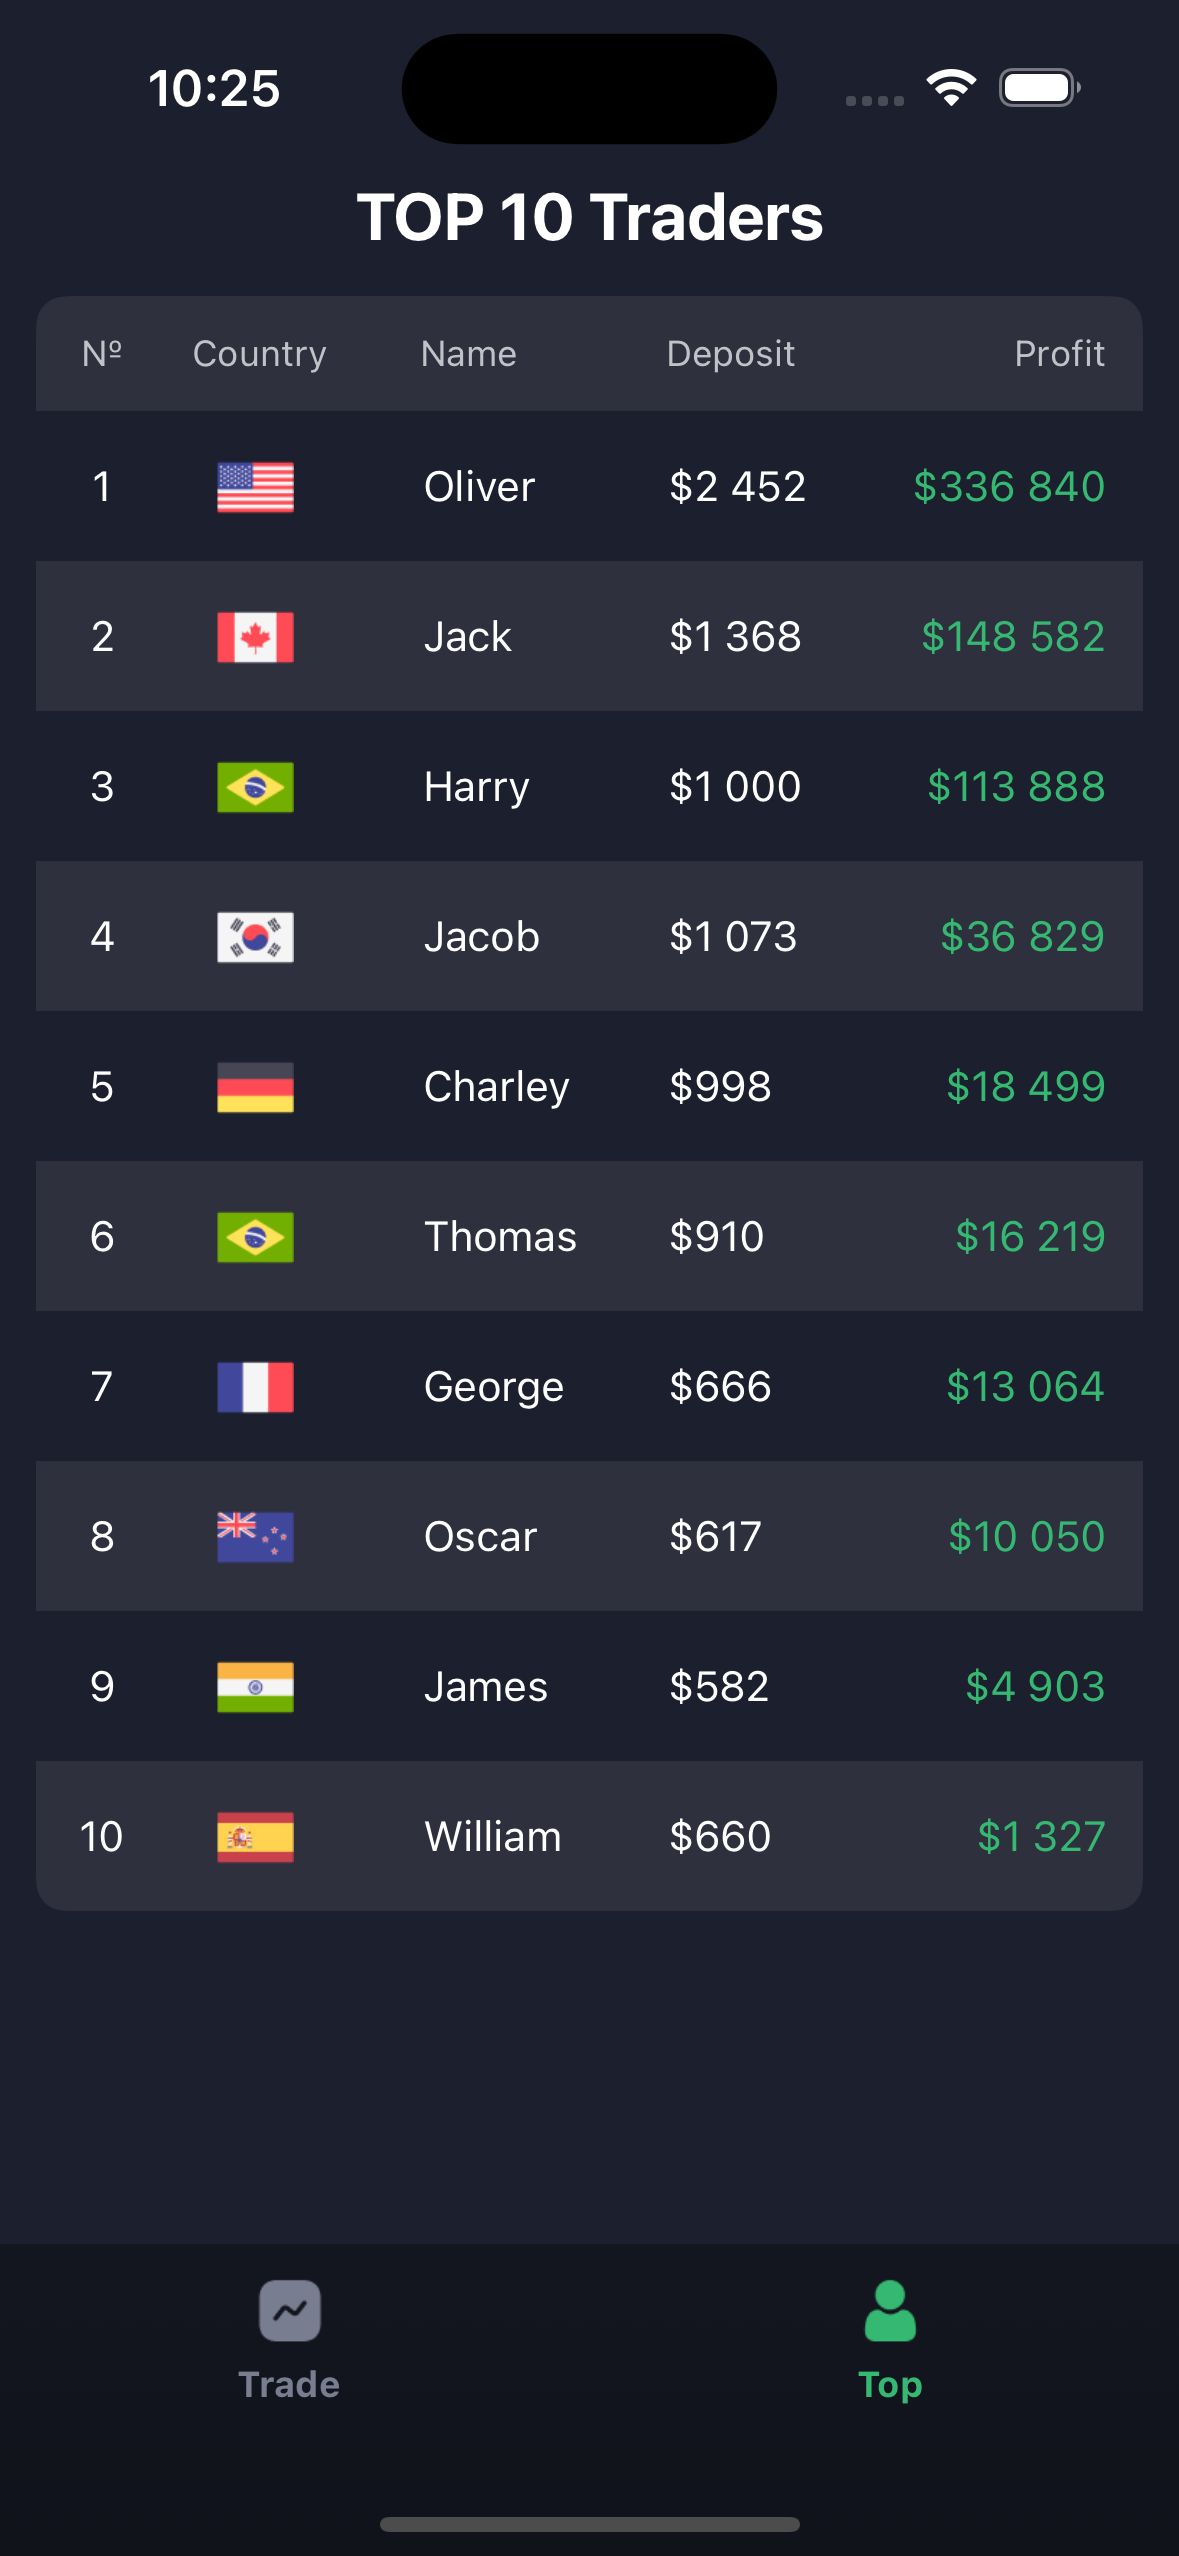 10:25
TOP 10 Traders
Nº Country Name Deposit Profit
1 Oliver $2 452 $336 840
2 Jack $1 368 $148 582
3 Harry $1 000 $113 888
4 Jacob $1 073 $36 829
5 Charley $998 $18 499
6 Thomas $910 $16 219
7 George $666 $13 064
8 Oscar $617 $10 050
9 James $582 $4 903
10 William $660 $1 327
Trade Top